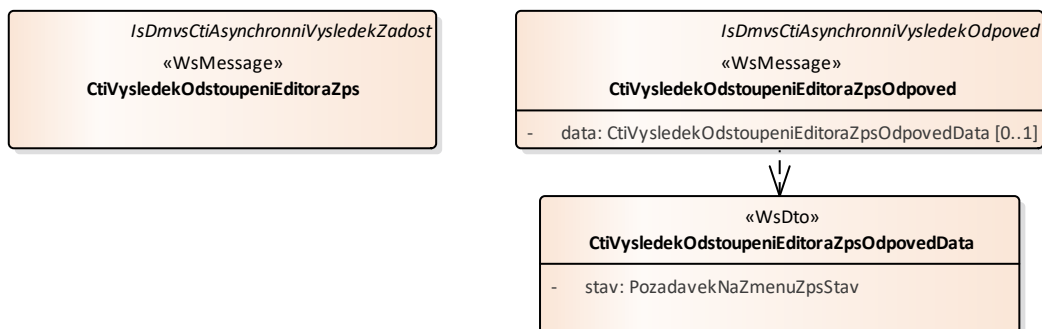 IsDmvsCtiAsynchronniVysledekZadost
«WsMessage»
CtiVysledekOdstoupeniEditoraZps
IsDmvsCtiAsynchronniVysledekOdpoved
«WsMessage»
CtiVysledekOdstoupeniEditoraZpsOdpoved
- data: CtiVysledekOdstoupeniEditoraZpsOdpovedData [0..1]
«WsDto»
CtiVysledekOdstoupeniEditoraZpsOdpovedData
- stav: PozadavekNaZmenuZpsStav